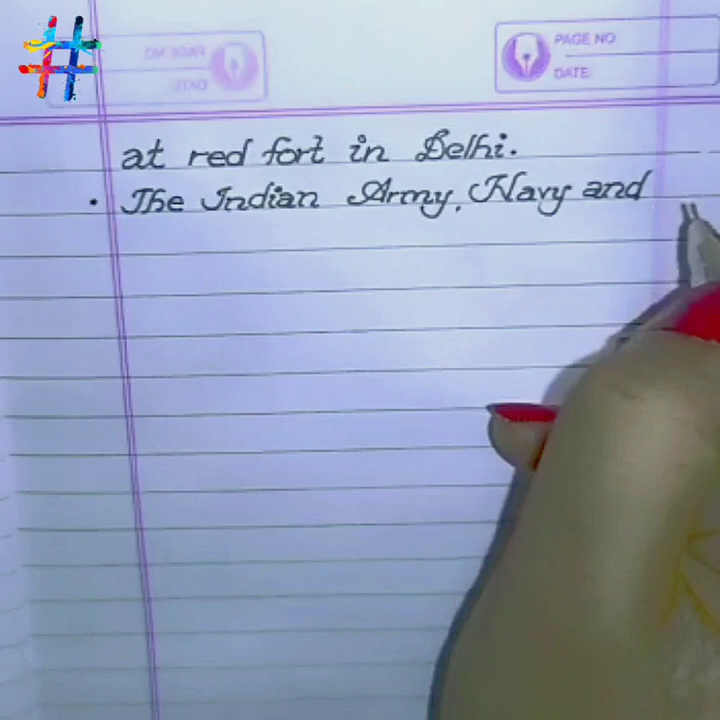 PAGE NO
DATE
at red fort in Delhi.
• The Indian Army, Navy and